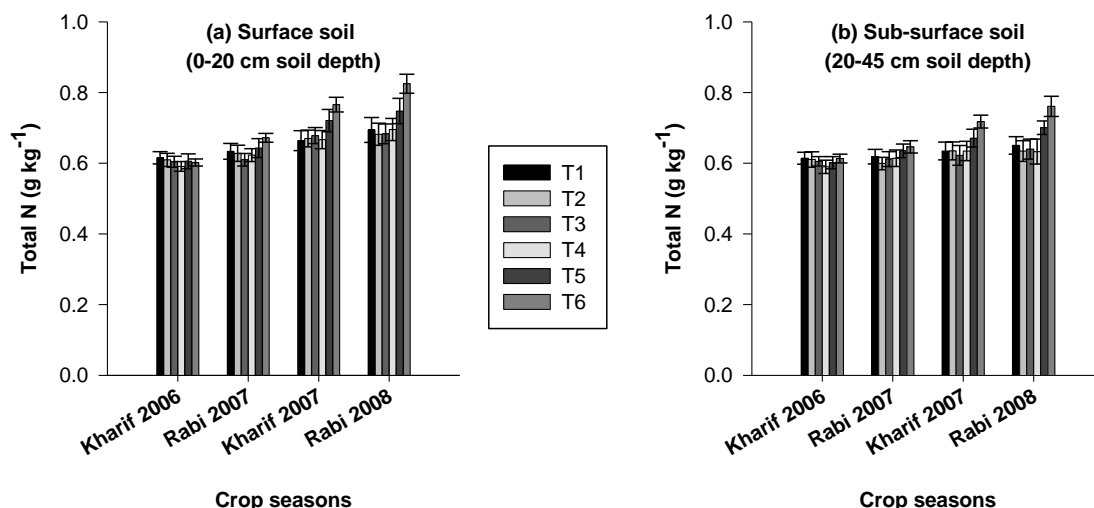 (a) Surface soil
(0-20 cm soil depth)
Total N (g kg⁻¹)
1.0
0.8
0.6
0.4
0.2
0.0
Kharif 2006
Rabi 2007
Kharif 2007
Rabi 2008
Crop seasons
T1
T2
T3
T4
T5
T6
(b) Sub-surface soil
(20-45 cm soil depth)
Total N (g kg⁻¹)
1.0
0.8
0.6
0.4
0.2
0.0
Kharif 2006
Rabi 2007
Kharif 2007
Rabi 2008
Crop seasons